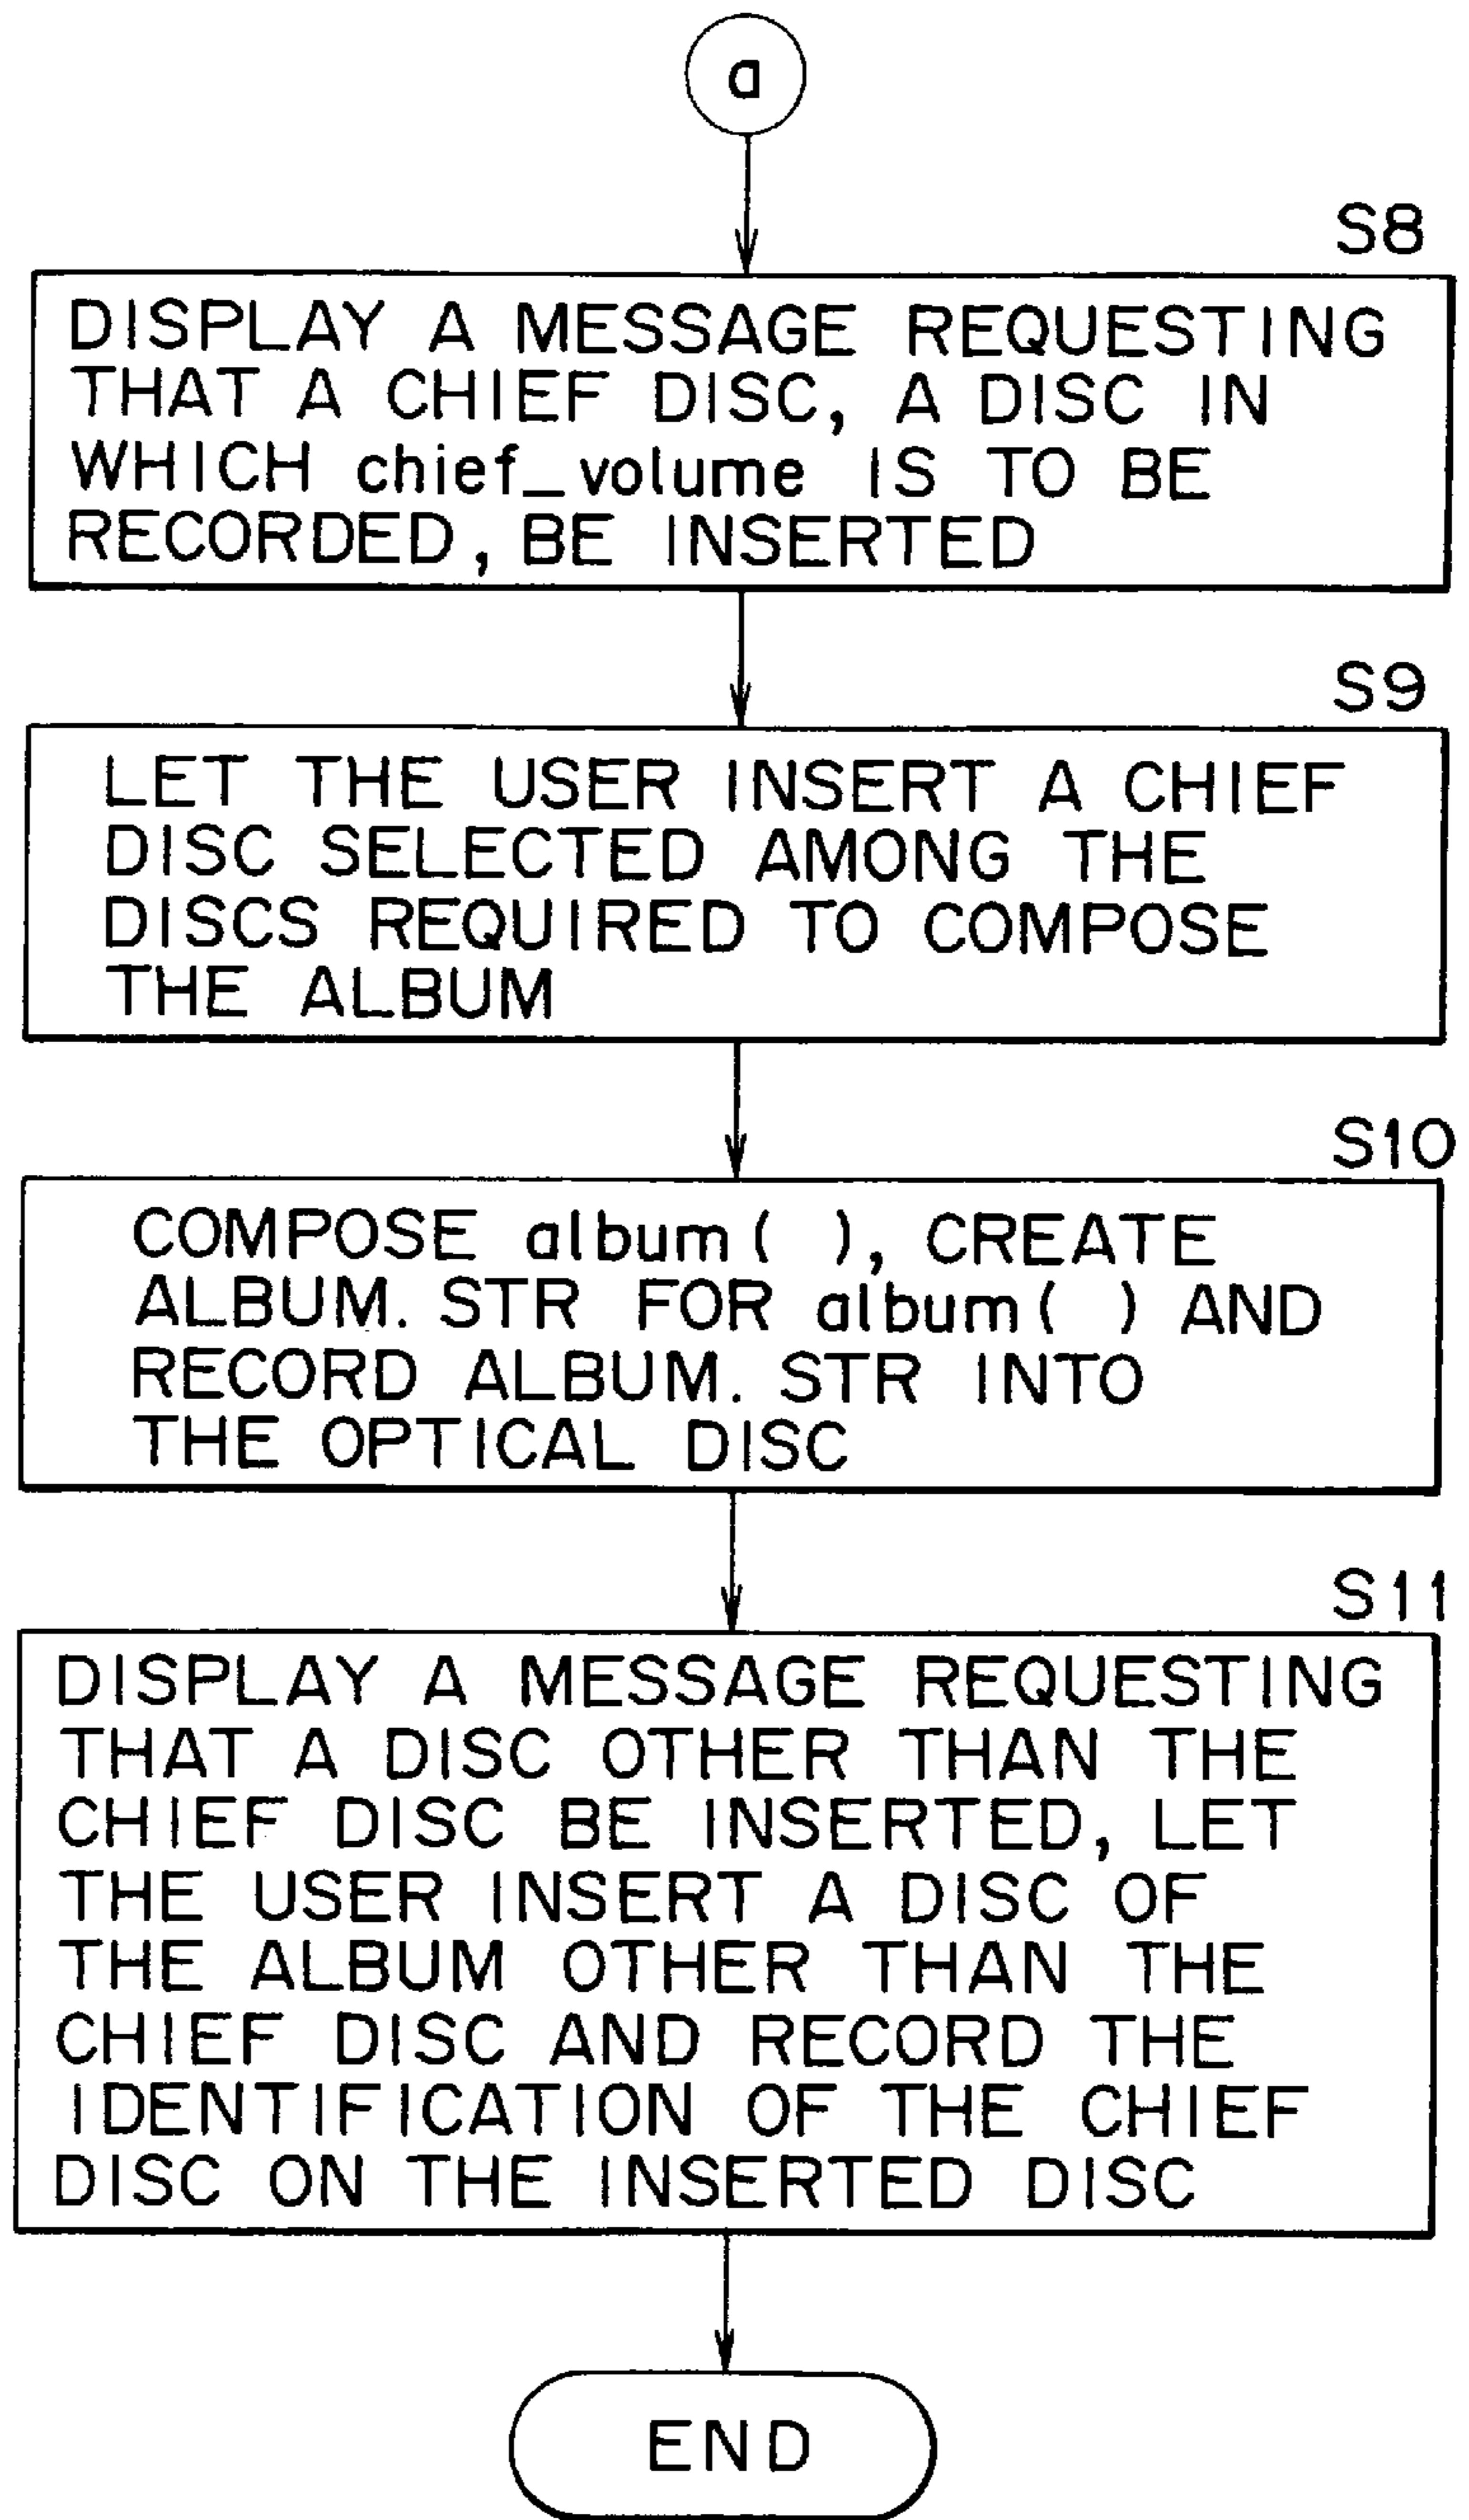 a
S8
DISPLAY A MESSAGE REQUESTING
THAT A CHIEF DISC, A DISC IN
WHICH chief_volume IS TO BE
RECORDED, BE INSERTED
S9
LET THE USER INSERT A CHIEF
DISC SELECTED AMONG THE
DISCS REQUIRED TO COMPOSE
THE ALBUM
S10
COMPOSE album( ), CREATE
ALBUM. STR FOR album( ) AND
RECORD ALBUM. STR INTO
THE OPTICAL DISC
S11
DISPLAY A MESSAGE REQUESTING
THAT A DISC OTHER THAN THE
CHIEF DISC BE INSERTED, LET
THE USER INSERT A DISC OF
THE ALBUM OTHER THAN THE
CHIEF DISC AND RECORD THE
IDENTIFICATION OF THE CHIEF
DISC ON THE INSERTED DISC
END